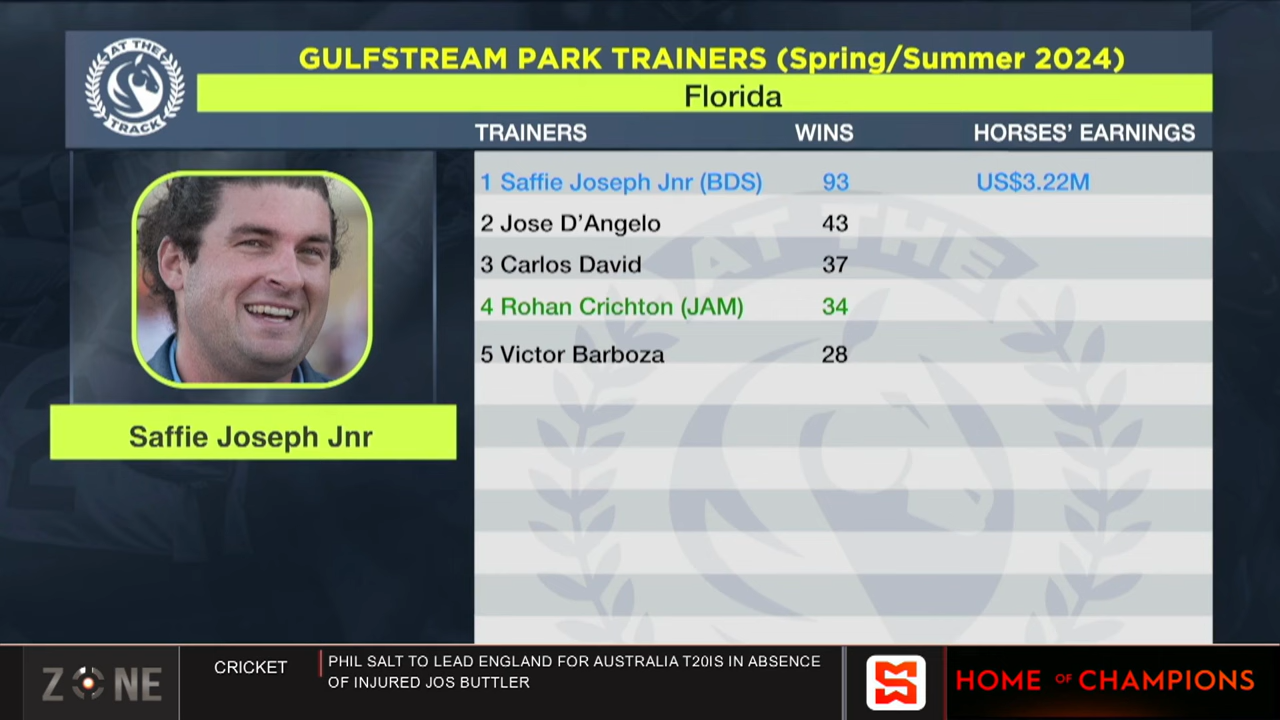 AT THE
TRACK
GULFSTREAM PARK TRAINERS (Spring/Summer 2024)
Florida
TRAINERS WINS HORSES' EARNINGS
1 Saffie Joseph Jnr (BDS) 93 US$3.22M
2 Jose D'Angelo 43
3 Carlos David 37
4 Rohan Crichton (JAM) 34
5 Victor Barboza 28
AT THE
Saffie Joseph Jnr
ZONE
CRICKET
PHIL SALT TO LEAD ENGLAND FOR AUSTRALIA T20IS IN ABSENCE
OF INJURED JOS BUTTLER
HOME OF CHAMPIONS